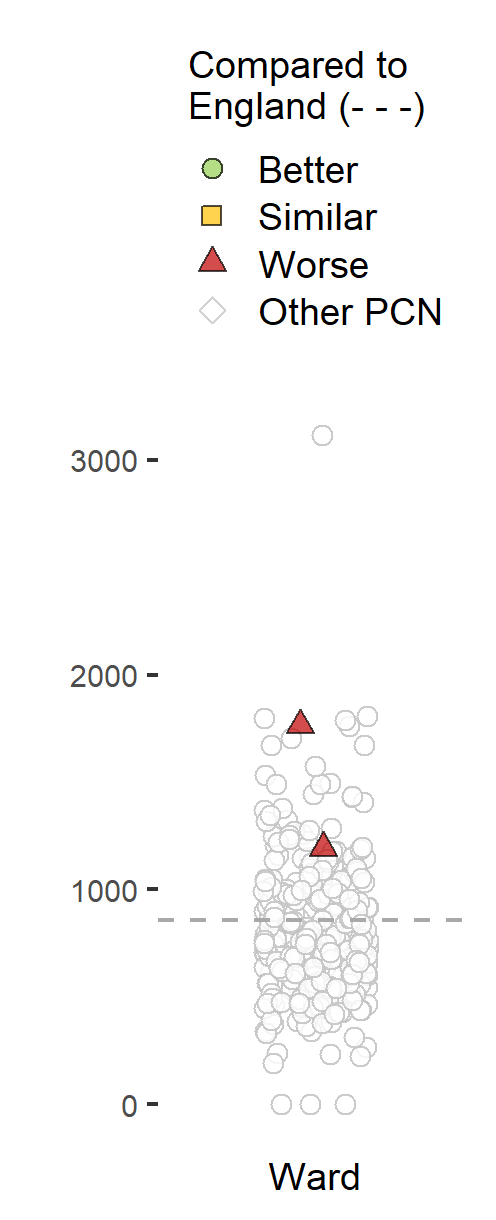 Compared to
England (- - -)
Better
Similar
Worse
Other PCN
3000
2000
1000
0
Ward